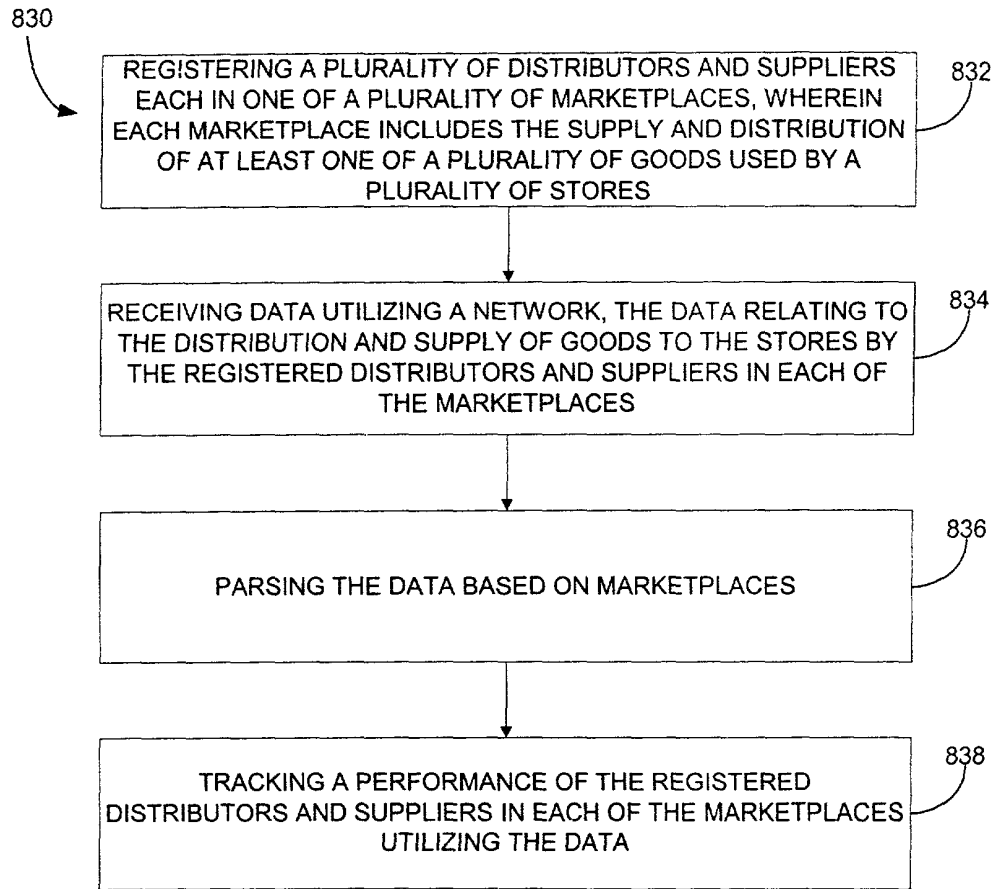 830
REGISTERING A PLURALITY OF DISTRIBUTORS AND SUPPLIERS
EACH IN ONE OF A PLURALITY OF MARKETPLACES, WHEREIN
EACH MARKETPLACE INCLUDES THE SUPPLY AND DISTRIBUTION
OF AT LEAST ONE OF A PLURALITY OF GOODS USED BY A
PLURALITY OF STORES
832
RECEIVING DATA UTILIZING A NETWORK, THE DATA RELATING TO
THE DISTRIBUTION AND SUPPLY OF GOODS TO THE STORES BY
THE REGISTERED DISTRIBUTORS AND SUPPLIERS IN EACH OF
THE MARKETPLACES
834
PARSING THE DATA BASED ON MARKETPLACES
836
TRACKING A PERFORMANCE OF THE REGISTERED
DISTRIBUTORS AND SUPPLIERS IN EACH OF THE MARKETPLACES
UTILIZING THE DATA
838